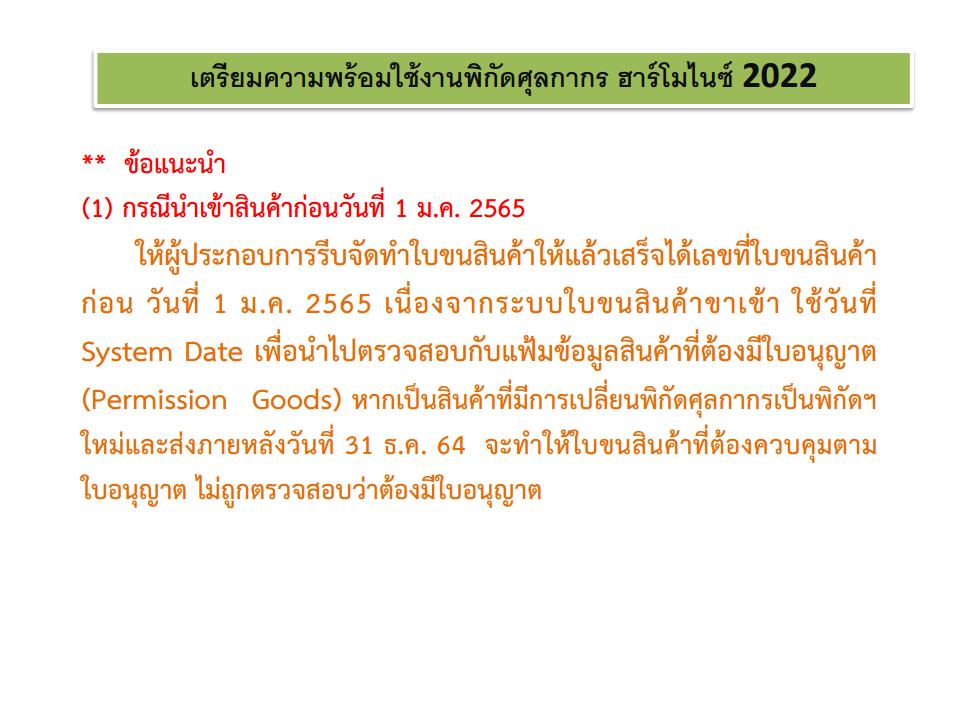 เตรียมความพร้อมใช้งานพิกัดศุลกากร ฮาร์โมไนซ์ 2022
** ข้อแนะนำ
(1) กรณีนำเข้าสินค้าก่อนวันที่ 1 ม.ค. 2565
ให้ผู้ประกอบการรีบจัดทำใบขนสินค้าให้แล้วเสร็จได้เลขที่ใบขนสินค้า
ก่อน วันที่ 1 ม.ค. 2565 เนื่องจากระบบใบขนสินค้าขาเข้า ใช้วันที่
System Date เพื่อนำไปตรวจสอบกับแฟ้มข้อมูลสินค้าที่ต้องมีใบอนุญาต
(Permission Goods) หากเป็นสินค้าที่มีการเปลี่ยนพิกัดศุลกากรเป็นพิกัดฯ
ใหม่และส่งภายหลังวันที่ 31 ธ.ค. 64 จะทำให้ใบขนสินค้าที่ต้องควบคุมตาม
ใบอนุญาต ไม่ถูกตรวจสอบว่าต้องมีใบอนุญาต